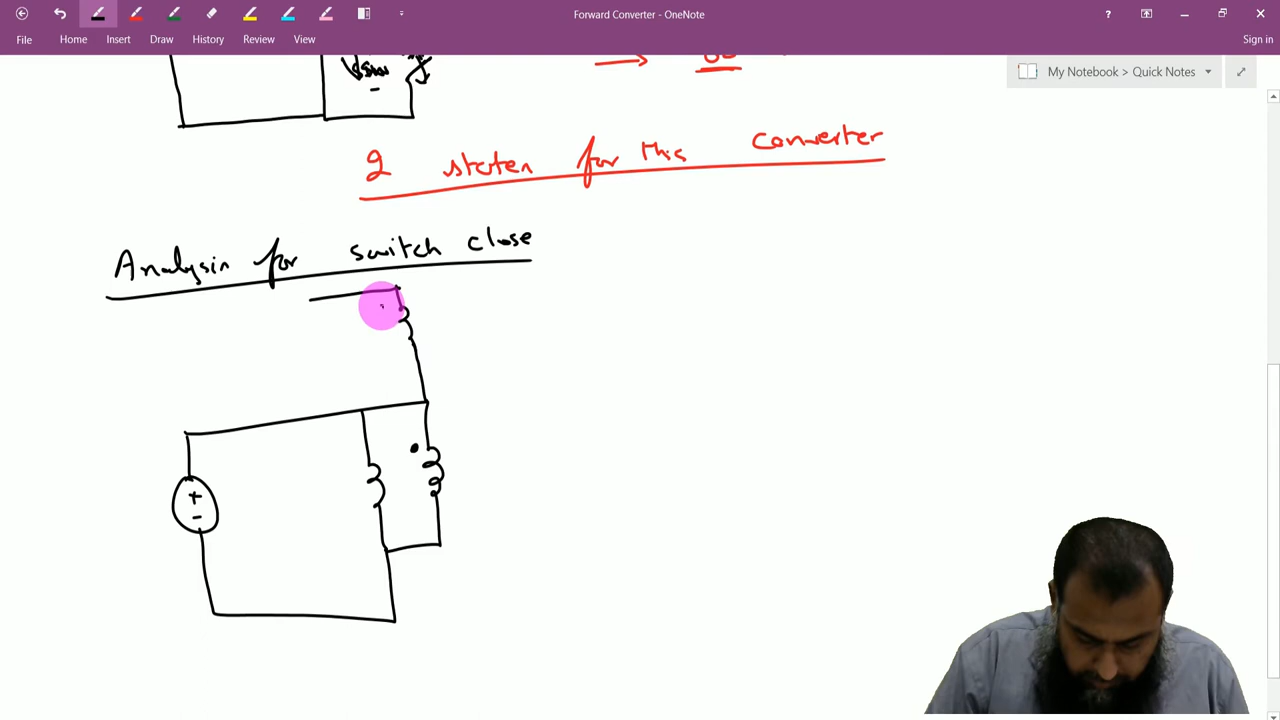 Forward Converter - OneNote
File Home Insert Draw History Review View Sign in
My Notebook > Quick Notes
-
2 states for this converter
Analysis for switch close
+
-